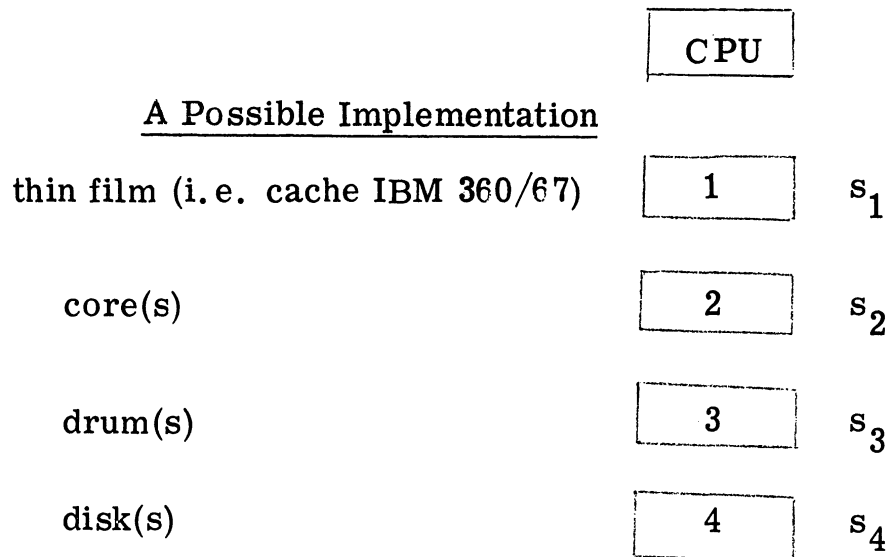 CPU
A Possible Implementation
thin film (i.e. cache IBM 360/67) 1 s1
core(s) 2 s2
drum(s) 3 s3
disk(s) 4 s4